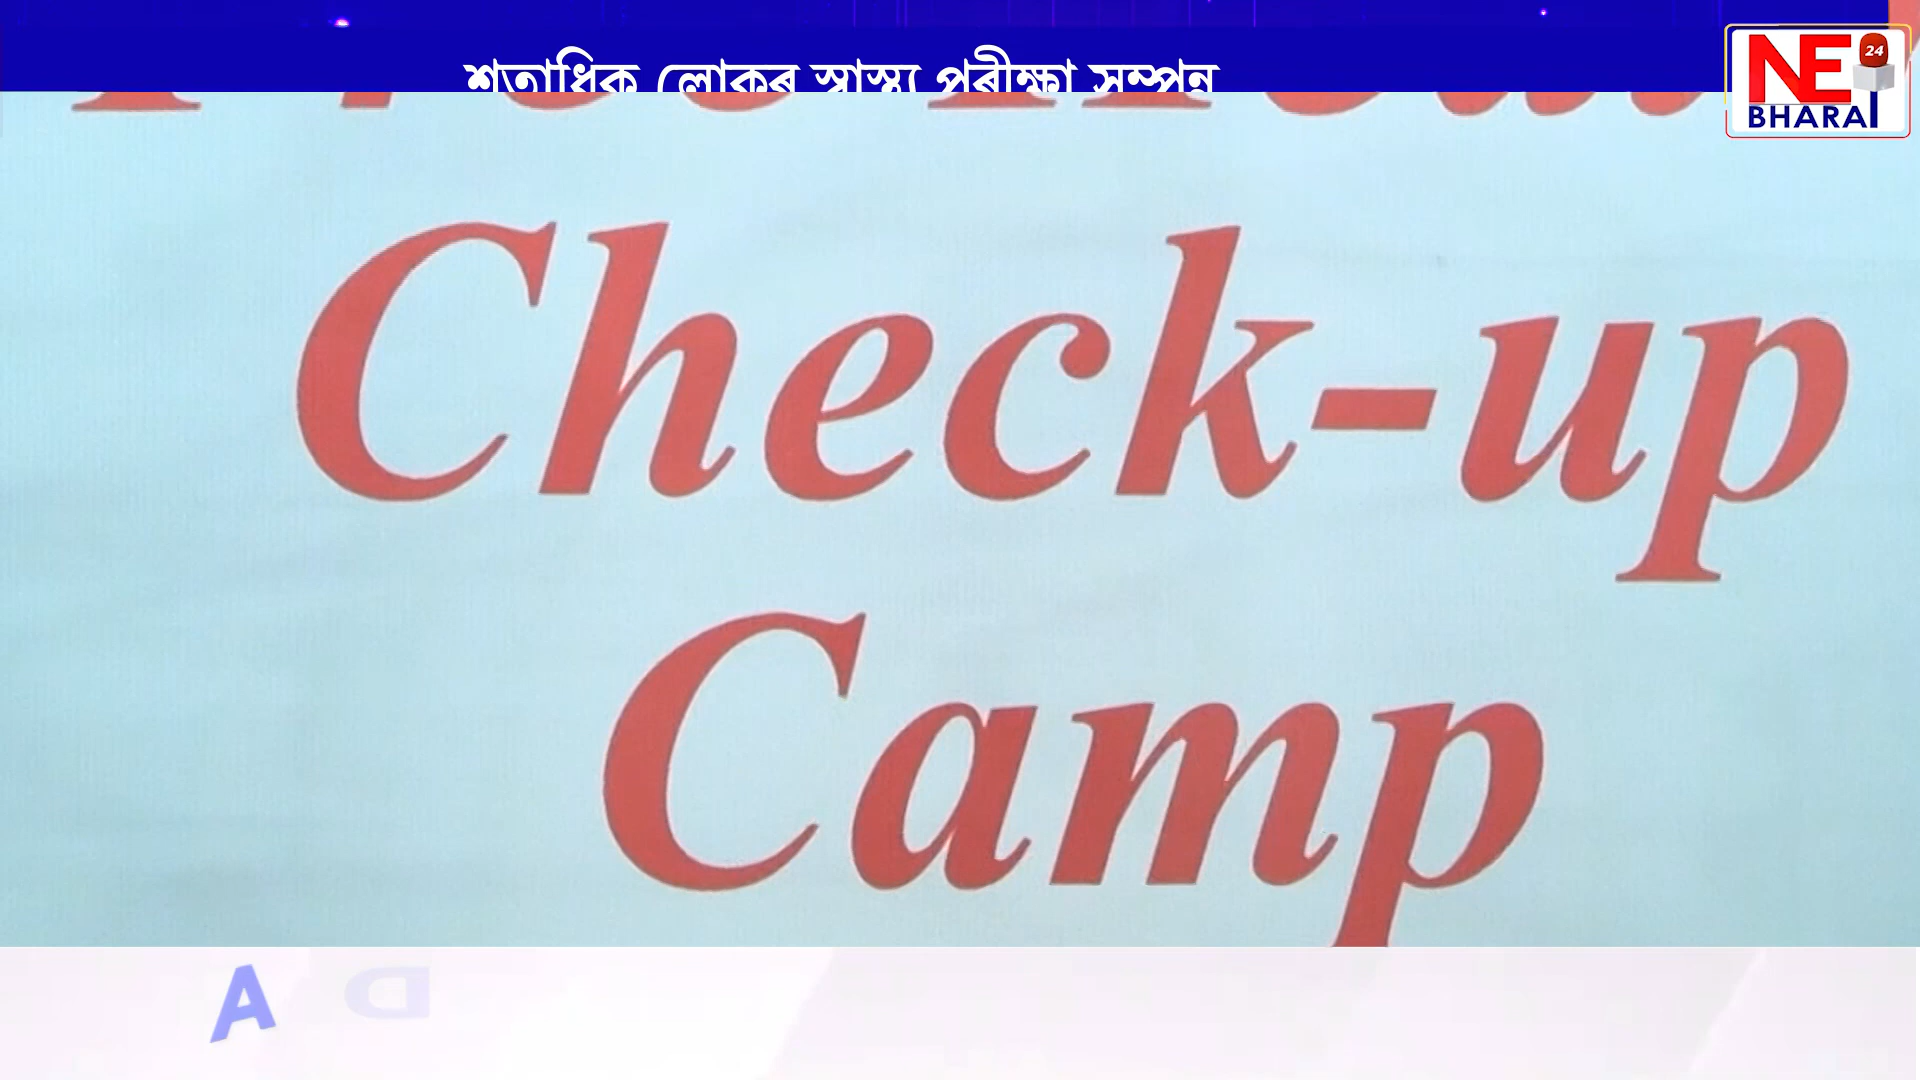 শতাধিক লোকৰ স্বাস্থ্য পৰীক্ষা সম্পন্ন
NE
24
BHARAT
Check-up
Camp
A D